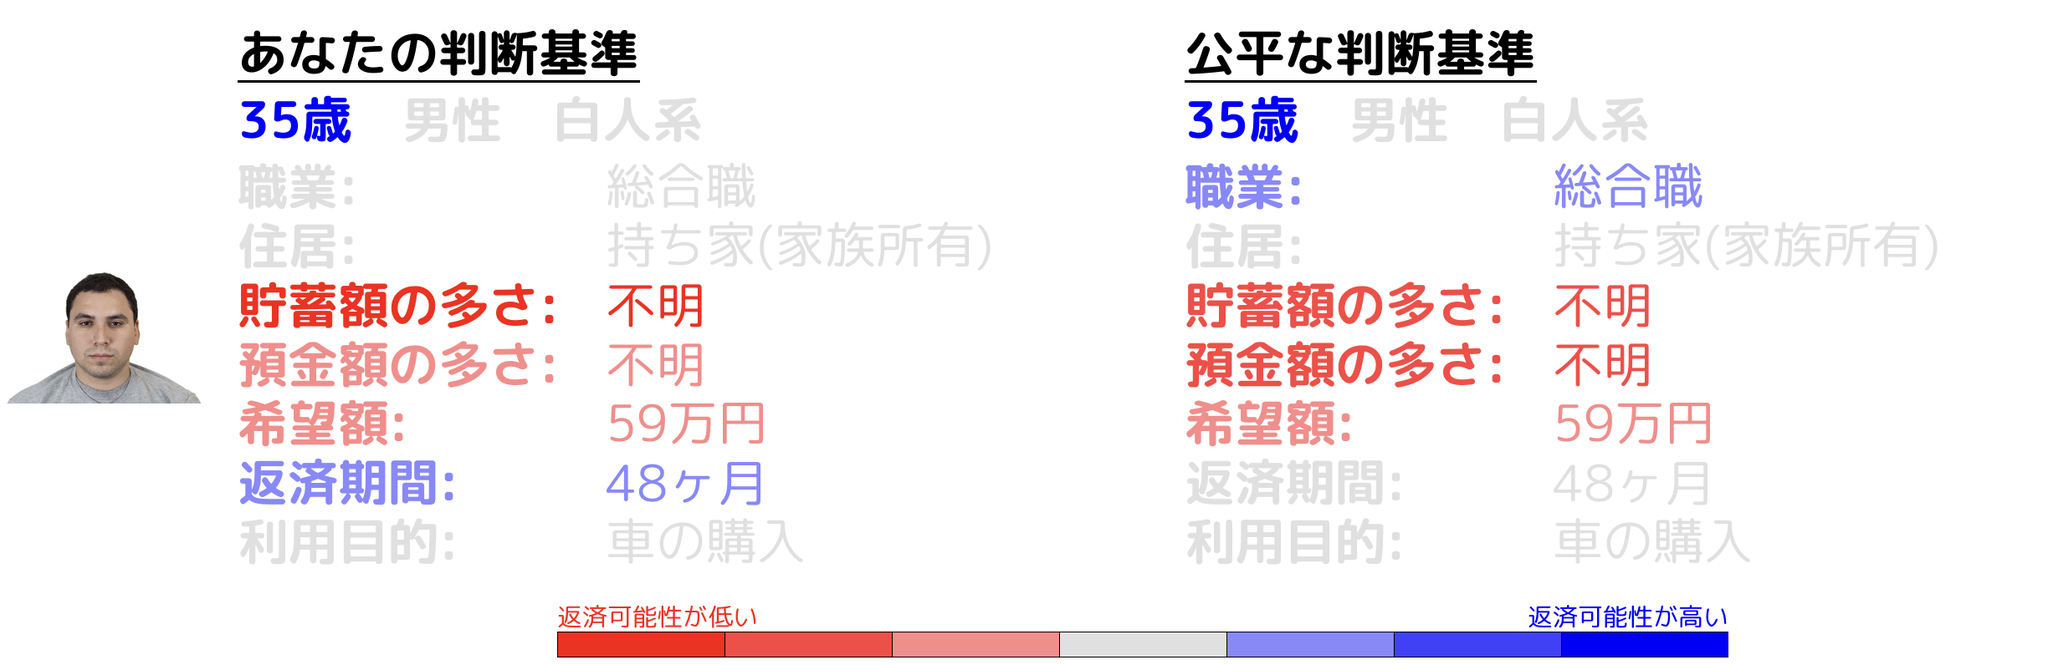 あなたの判断基準
35歳 男性 白人系
職業: 総合職
住居: 持ち家(家族所有)
貯蓄額の多さ: 不明
預金額の多さ: 不明
希望額: 59万円
返済期間: 48ヶ月
利用目的: 車の購入
公平な判断基準
35歳 男性 白人系
職業: 総合職
住居: 持ち家(家族所有)
貯蓄額の多さ: 不明
預金額の多さ: 不明
希望額: 59万円
返済期間: 48ヶ月
利用目的: 車の購入
返済可能性が低い
返済可能性が高い